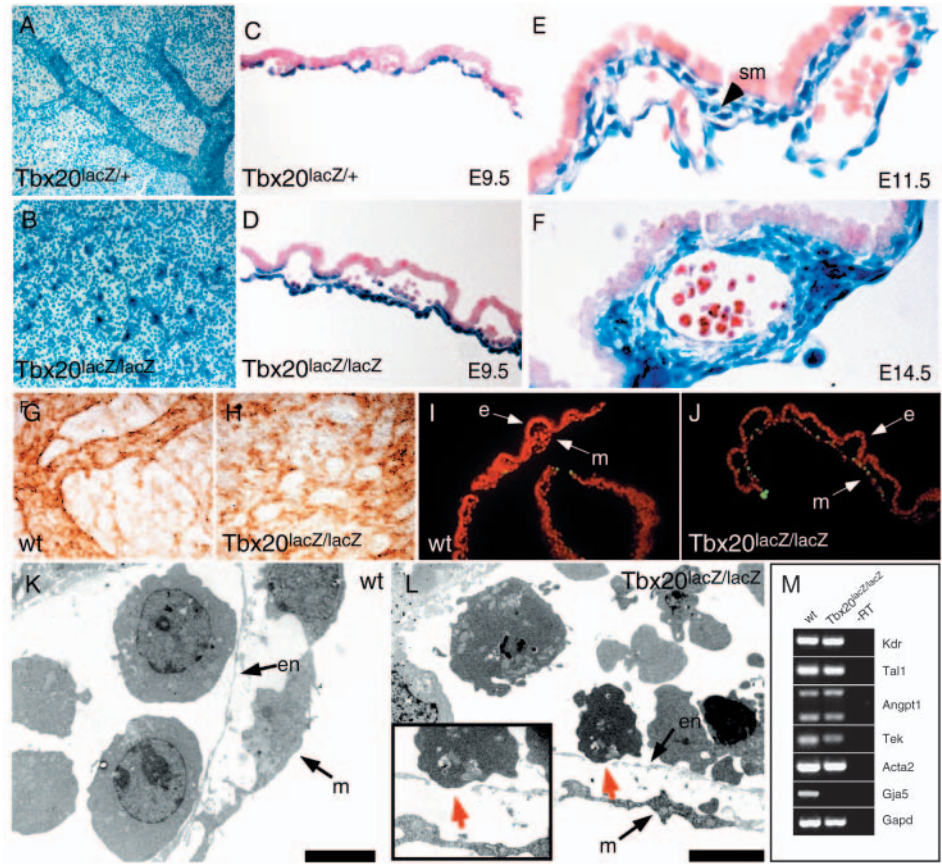 A
Tbx20lacZ/+
C
Tbx20lacZ/+
E9.5
E
sm
E11.5
B
Tbx20lacZ/lacZ
D
Tbx20lacZ/lacZ
E9.5
F
E14.5
F
G
wt
H
Tbx20lacZ/lacZ
I
e
m
wt
J
e
m
Tbx20lacZ/lacZ
K
wt
en
m
L
Tbx20lacZ/lacZ
en
m
M
wt
Tbx20lacZ/lacZ
-RT
Kdr
Tal1
Angpt1
Tek
Acta2
Gja5
Gapd